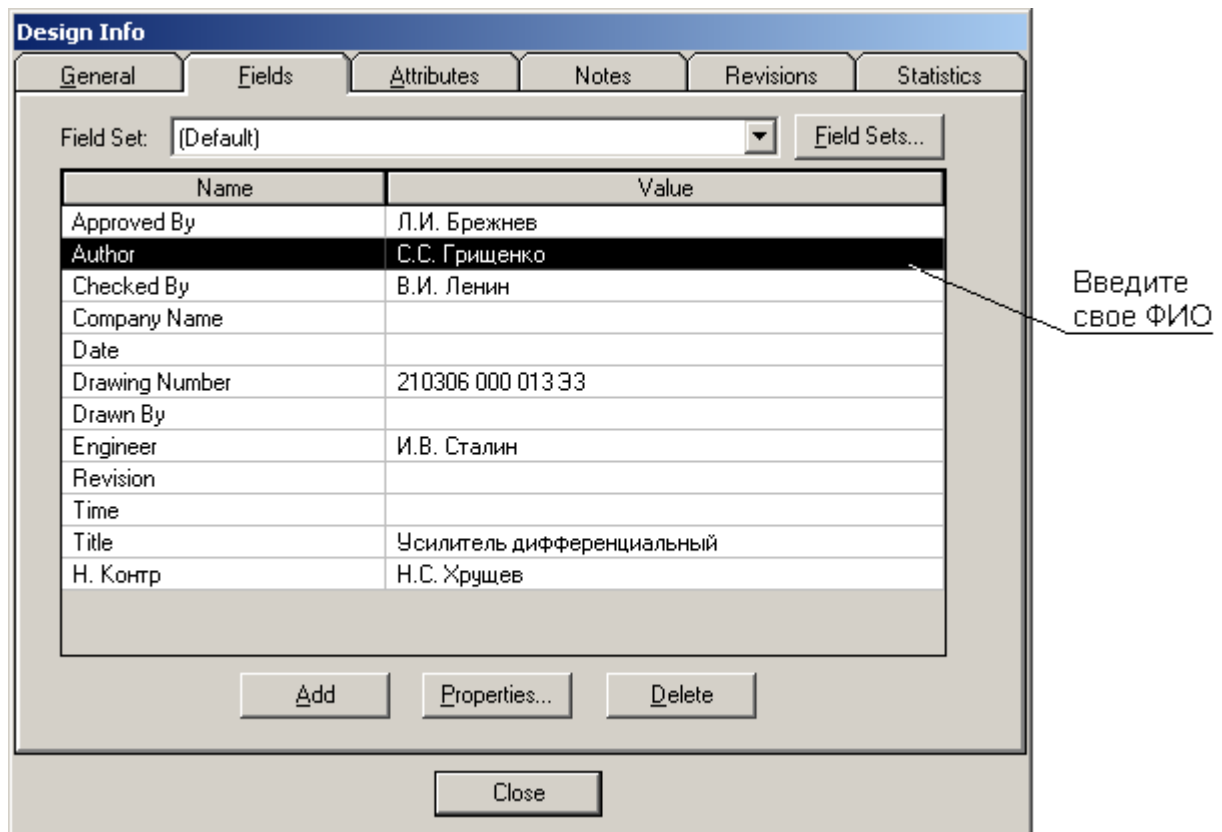 Design Info
General Fields Attributes Notes Revisions Statistics
Field Set: (Default) Field Sets...
Name Value
Approved By Л.И. Брежнев
Author С.С. Грищенко
Checked By В.И. Ленин
Company Name
Date
Drawing Number 210306 000 013 ЭЗ
Drawn By
Engineer И.В. Сталин
Revision
Time
Title Усилитель дифференциальный
Н. Контр Н.С. Хрущев
Add Properties... Delete
Close
Введите
свое ФИО